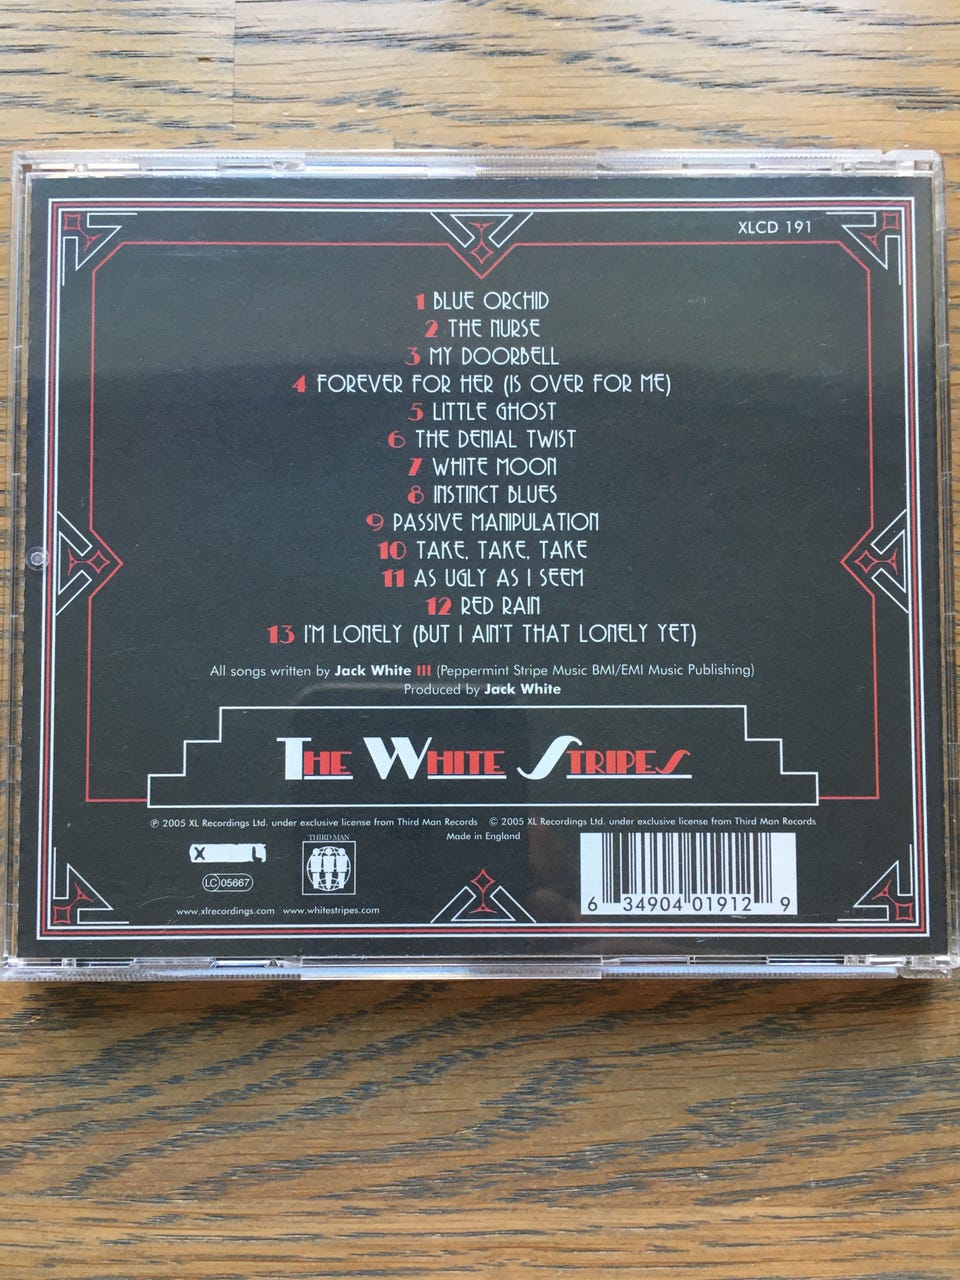 XLCD 191
1 BLUE ORCHID
2 THE NURSE
3 MY DOORBELL
4 FOREVER FOR HER (IS OVER FOR ME)
5 LITTLE GHOST
6 THE DENIAL TWIST
7 WHITE MOON
8 INSTINCT BLUES
9 PASSIVE MANIPULATION
10 TAKE, TAKE, TAKE
11 AS UGLY AS I SEEM
12 RED RAIN
13 I'M LONELY (BUT I AIN'T THAT LONELY YET)
All songs written by Jack White III (Peppermint Stripe Music BMI/EMI Music Publishing)
Produced by Jack White
THE WHITE STRIPES
℗ 2005 XL Recordings Ltd. under exclusive license from Third Man Records © 2005 XL Recordings Ltd. under exclusive license from Third Man Records
Made in England
THIRD MAN
X L
LC 05667
www.xlrecordings.com www.whitestripes.com
6 34904 01912 9